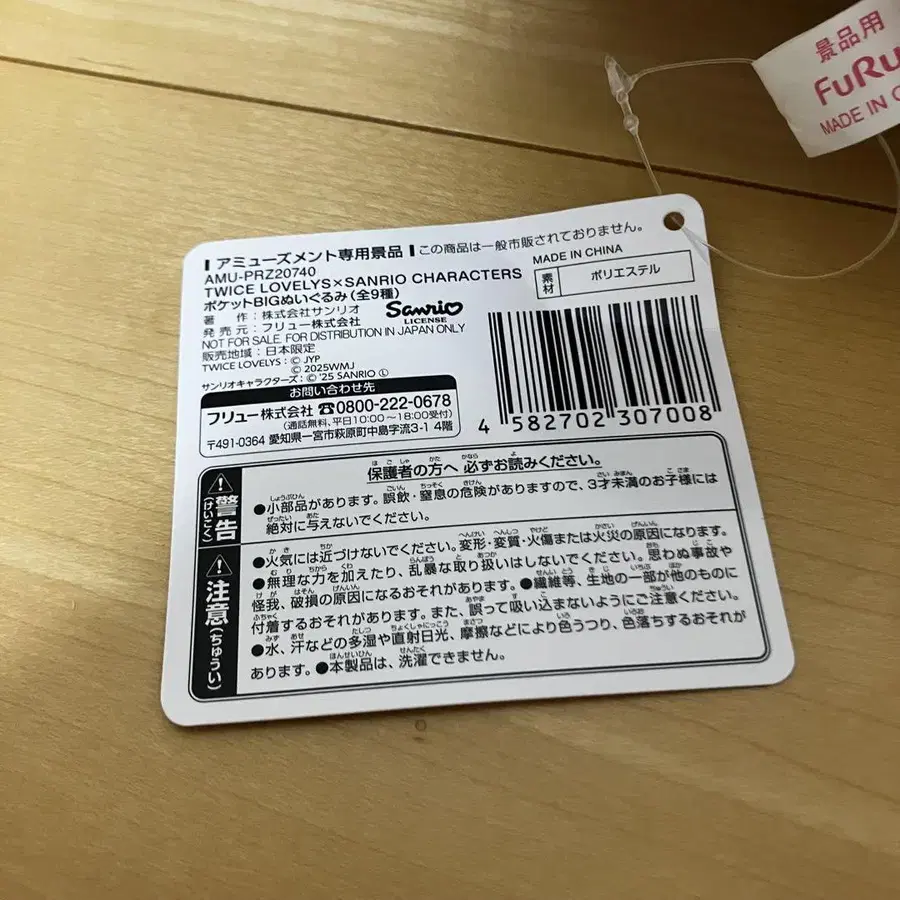 景品用
FURU
MADE IN C
アミューズメント専用景品 この商品は一般市販されておりません。
AMU-PRZ20740
TWICE LOVELYS×SANRIO CHARACTERS
ポケットBIGぬいぐるみ(全9種)
著作:株式会社サンリオ
発売元:フリュー株式会社
Sanrio
LICENSE
NOT FOR SALE. FOR DISTRIBUTION IN JAPAN ONLY
販売地域:日本限定
TWICE LOVELYS:© JYP
© 2025WMJ
サンリオキャラクターズ:© '25 SANRIO Ⓛ
MADE IN CHINA
素材 ポリエステル
4 582702 307008
お問い合わせ先
フリュー株式会社 ☎0800-222-0678
(通話無料、平日10:00~18:00受付)
〒491-0364 愛知県一宮市萩原町中島字流3-1 4階
保護者の方へ 必ずお読みください。
警告(けいこく)
●小部品があります。誤飲・窒息の危険がありますので、3才未満のお子様には
絶対に与えないでください。
注意(ちゅうい)
●火気には近づけないでください。変形・変質・火傷または火災の原因になります。
●無理な力を加えたり、乱暴な取り扱いはしないでください。思わぬ事故や
怪我、破損の原因になるおそれがあります。●繊維等、生地の一部が他のものに
付着するおそれがあります。また、誤って吸い込まないようにご注意ください。
●水、汗などの多湿や直射日光、摩擦などにより色うつり、色落ちするおそれが
あります。●本製品は、洗濯できません。